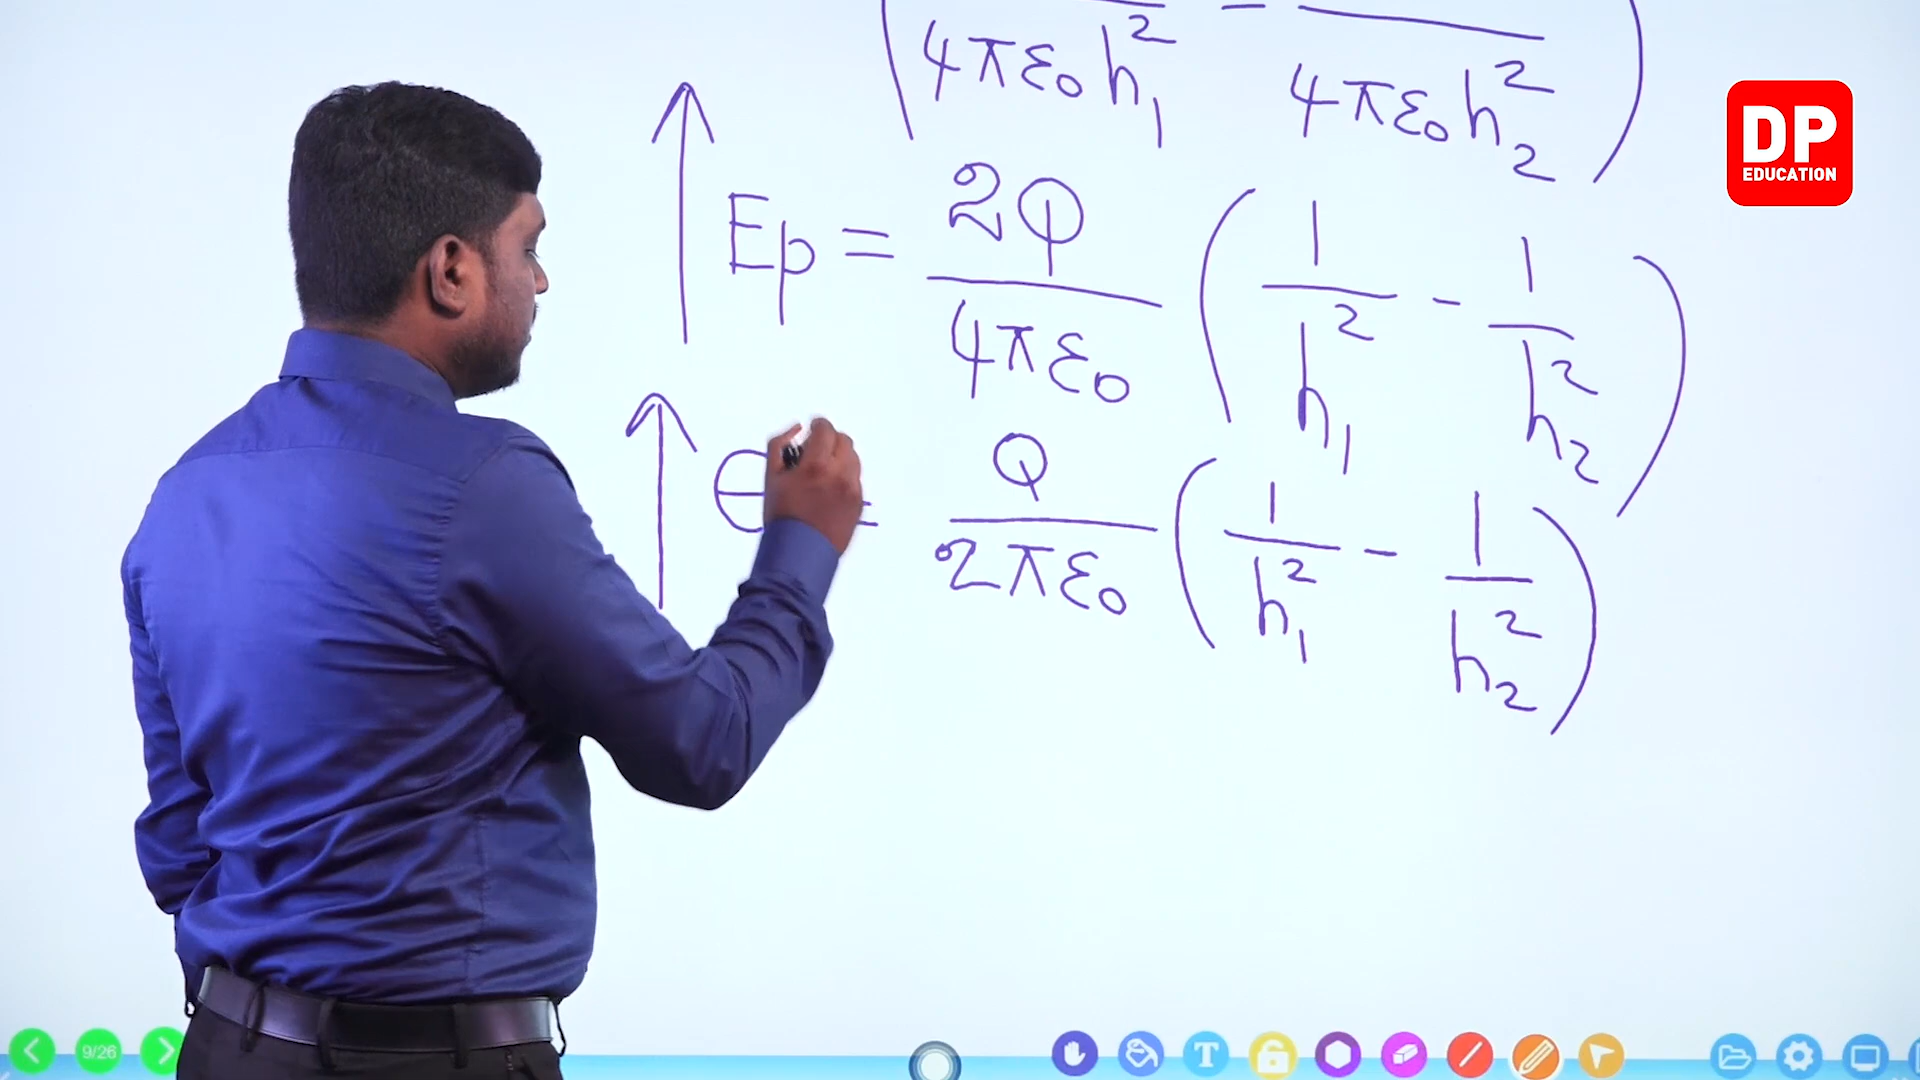 4πε₀h₁² - 4πε₀h₂²
DP
EDUCATION
Ep = 2Q/4πε₀ (1/h₁² - 1/h₂²)
E = Q/2πε₀ (1/h₁² - 1/h₂²)
9/26
T